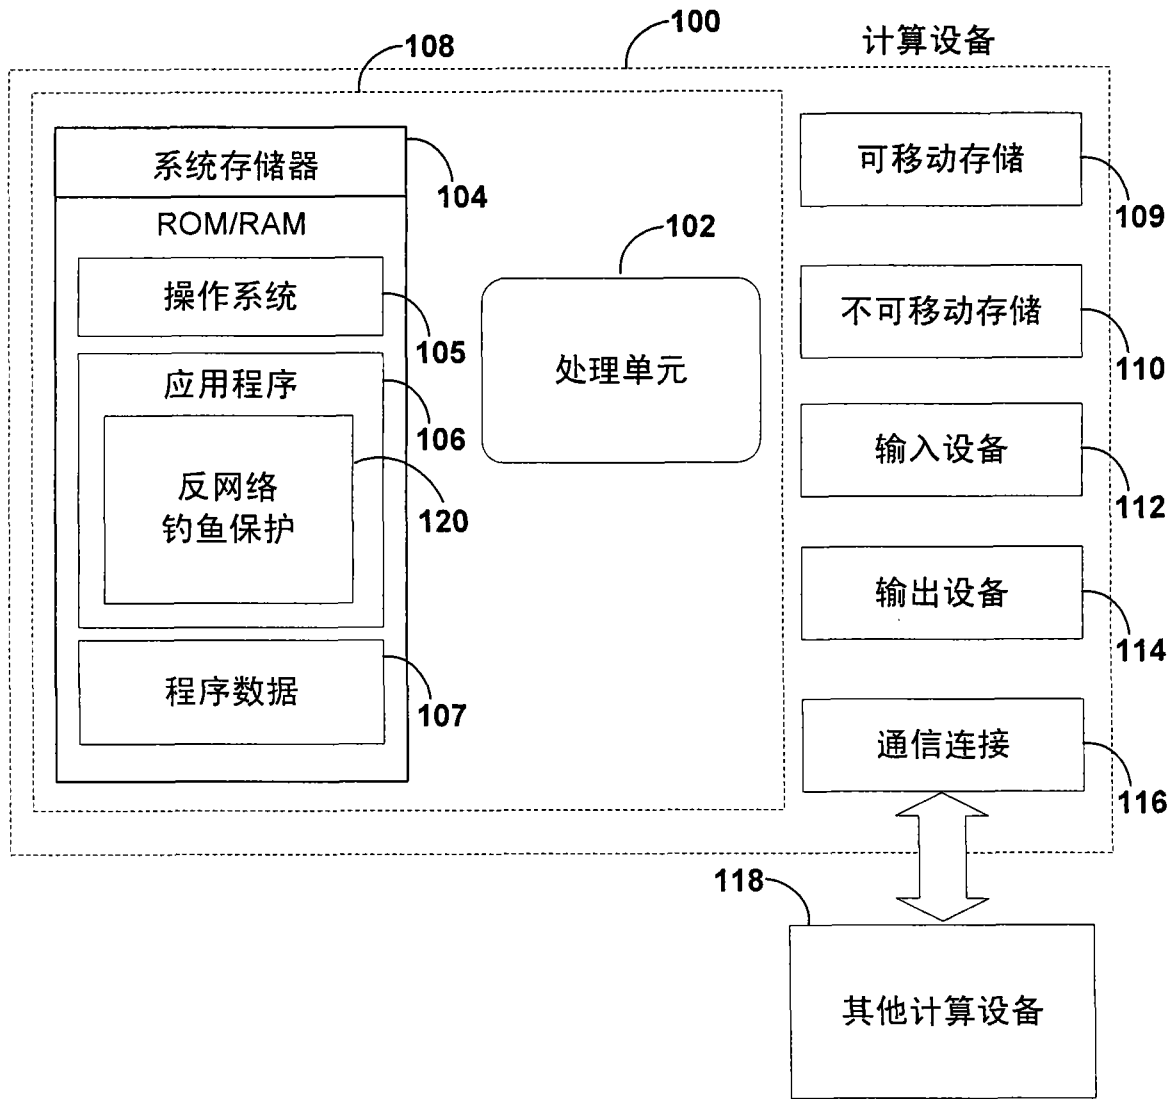 100
计算设备
108
系统存储器
104
ROM/RAM
操作系统
105
应用程序
106
反网络
钓鱼保护
120
程序数据
107
102
处理单元
可移动存储
109
不可移动存储
110
输入设备
112
输出设备
114
通信连接
116
118
其他计算设备